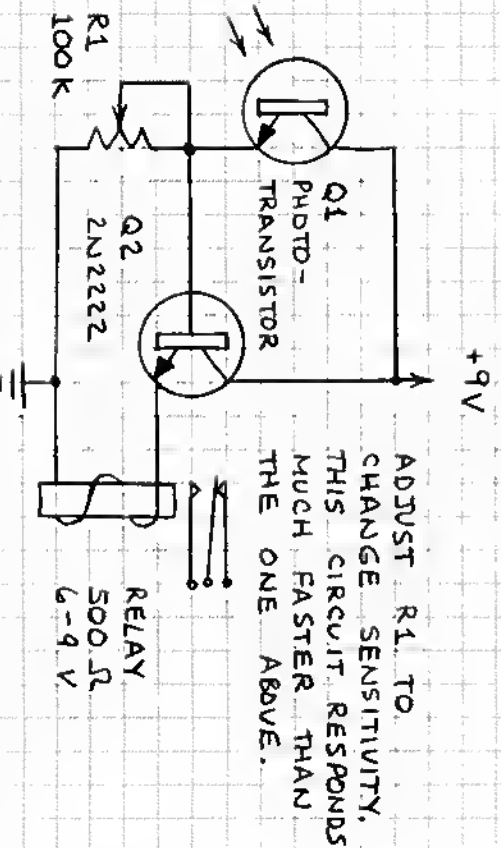 +9V
Q1
PHOTO-
TRANSISTOR
R1
100K
Q2
2N2222
RELAY
500 Ω
6-9 V
ADJUST R1 TO
CHANGE SENSITIVITY.
THIS CIRCUIT RESPONDS
MUCH FASTER THAN
THE ONE ABOVE.